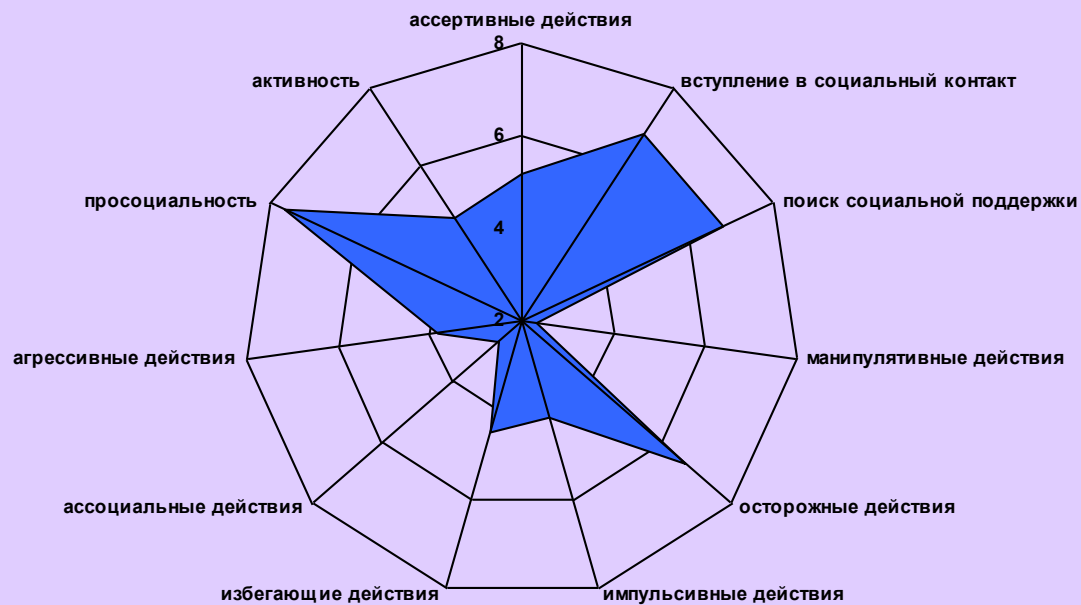 ассертивные действия
8
активность
вступление в социальный контакт
6
просоциальность
поиск социальной поддержки
4
2
агрессивные действия
манипулятивные действия
ассоциальные действия
осторожные действия
избегающие действия
импульсивные действия